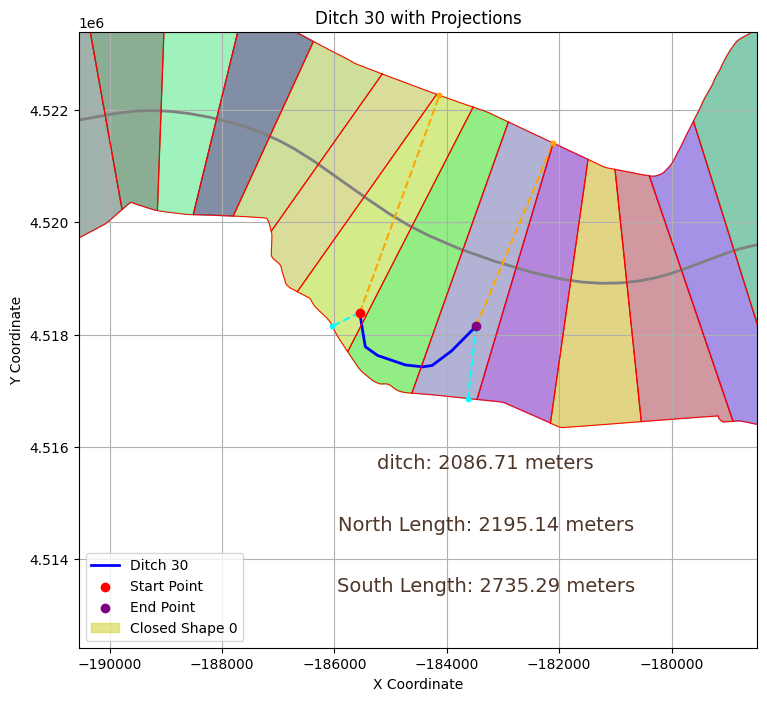 Ditch 30 with Projections
1e6
4.522
4.520
4.518
4.516
4.514
Y Coordinate
ditch: 2086.71 meters
North Length: 2195.14 meters
South Length: 2735.29 meters
Ditch 30
Start Point
End Point
Closed Shape 0
−190000 −188000 −186000 −184000 −182000 −180000
X Coordinate